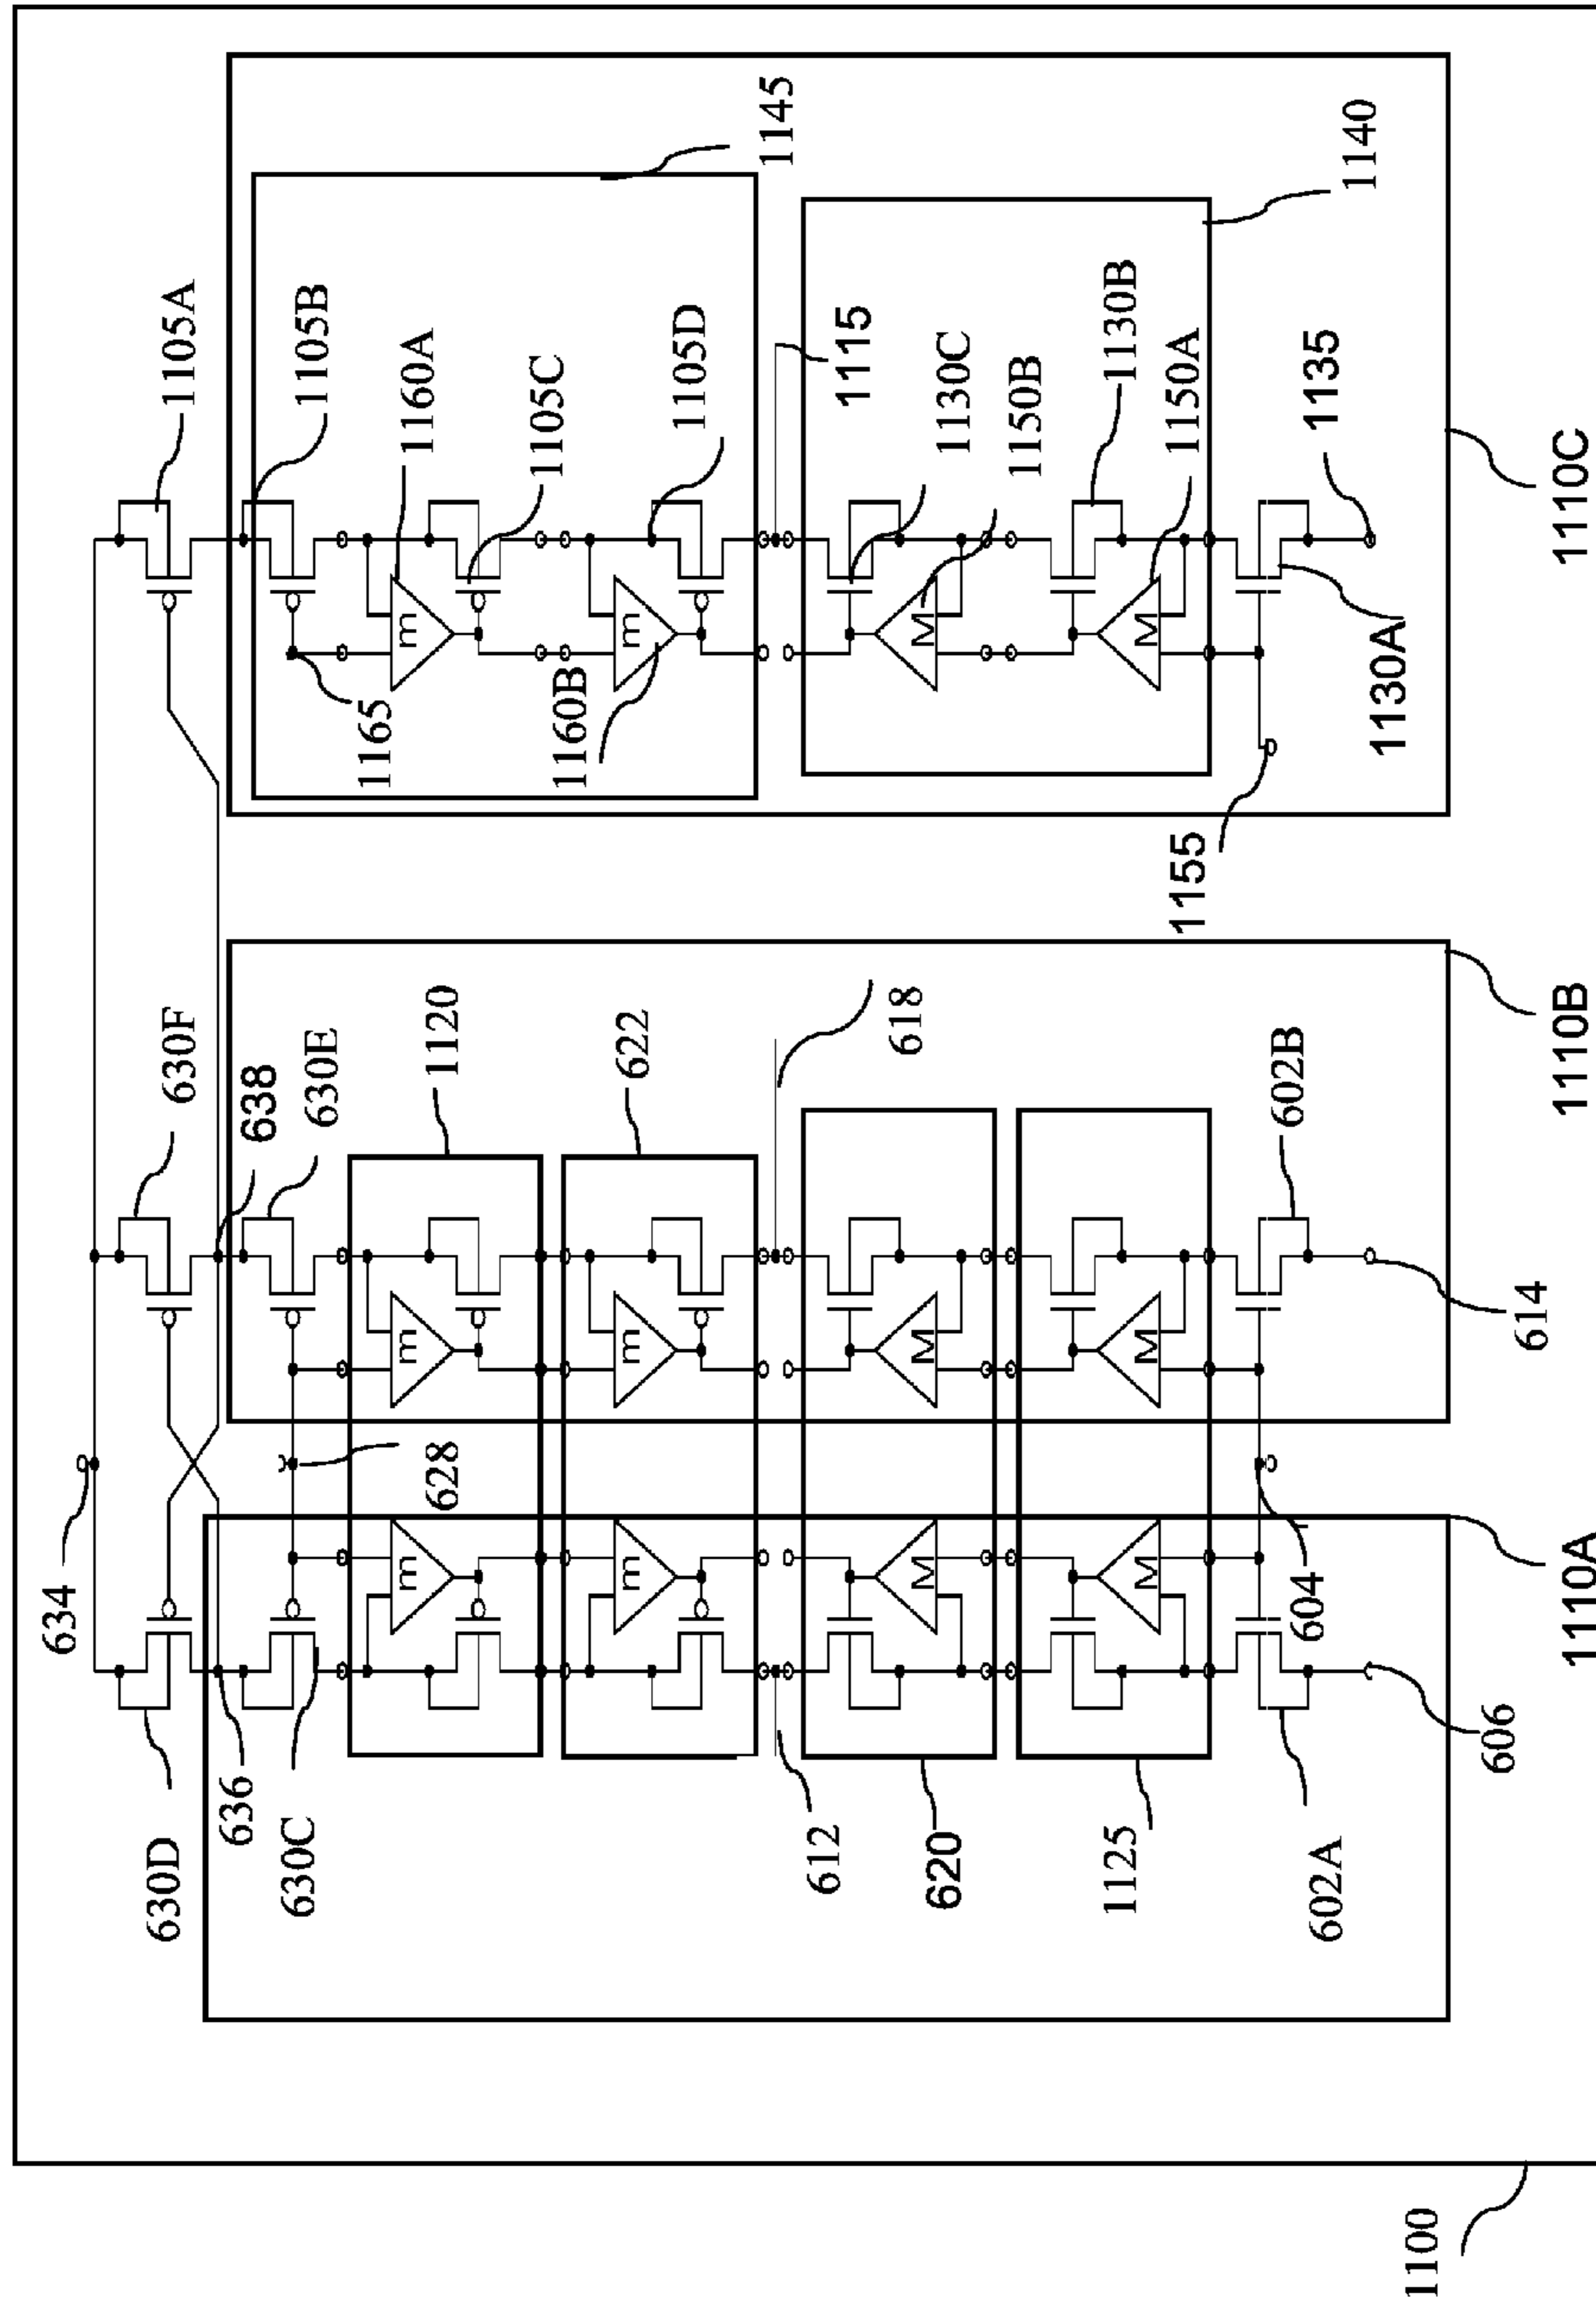 1100
634
630D
636
630C
628
630F
638
630E
1120
622
618
612
620
1125
602A
606
604
602B
614
1110A
1110B
1110C
1105A
1105B
1160A
1105C
1105D
1165
1160B
1145
1115
1130C
1150B
1130B
1150A
1140
1135
1130A
1155
m
m
m
m
m
m
M
M
M
M
M
M